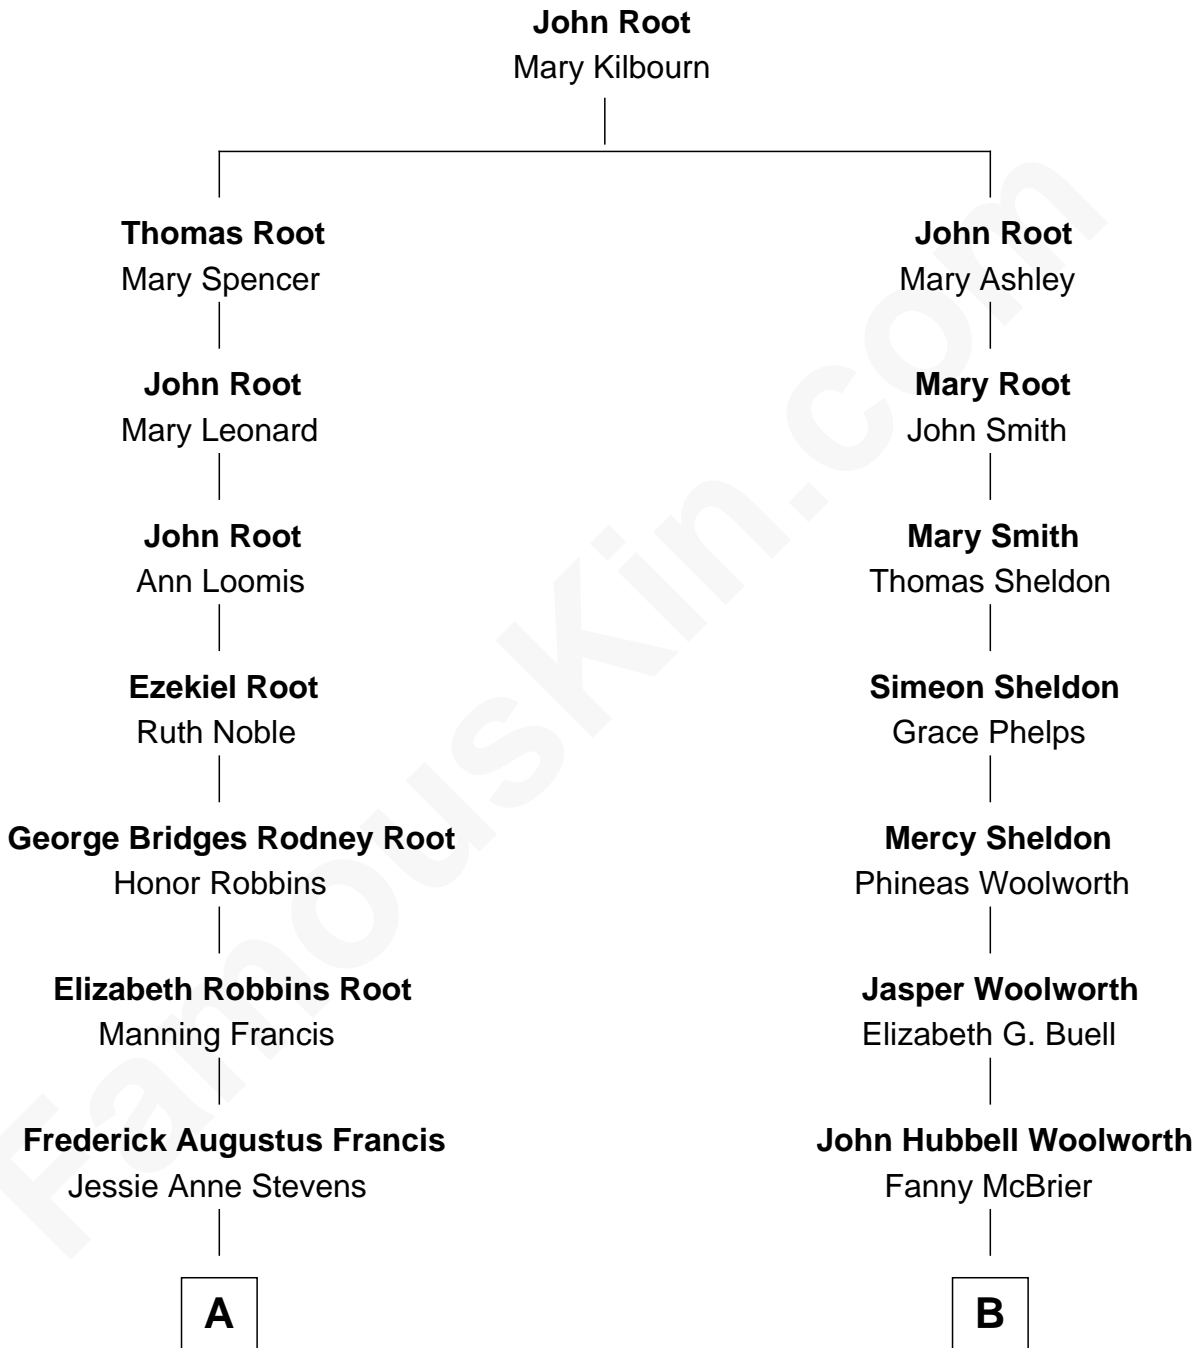 John Root
Mary Kilbourn
Thomas Root
Mary Spencer
John Root
Mary Ashley
John Root
Mary Leonard
Mary Root
John Smith
John Root
Ann Loomis
Mary Smith
Thomas Sheldon
Ezekiel Root
Ruth Noble
Simeon Sheldon
Grace Phelps
George Bridges Rodney Root
Honor Robbins
Mercy Sheldon
Phineas Woolworth
Elizabeth Robbins Root
Manning Francis
Jasper Woolworth
Elizabeth G. Buell
Frederick Augustus Francis
Jessie Anne Stevens
John Hubbell Woolworth
Fanny McBrier
A
B
FamousKin.com